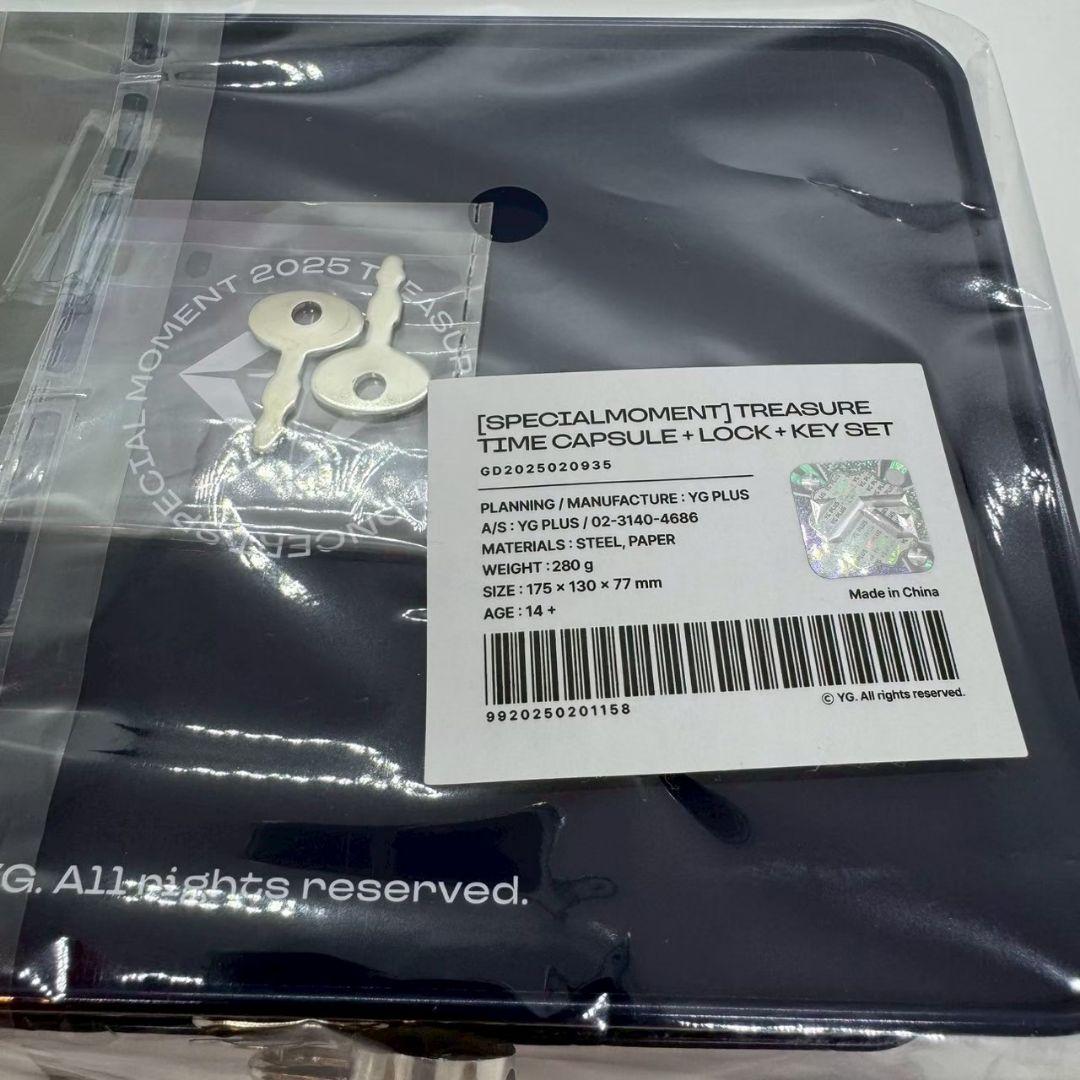 SPECIAL MOMENT 2025 TREASUR
[SPECIALMOMENT] TREASURE
TIME CAPSULE + LOCK + KEY SET
GD2025020935
PLANNING / MANUFACTURE : YG PLUS
A/S : YG PLUS / 02-3140-4686
MATERIALS : STEEL, PAPER
WEIGHT : 280 g
SIZE : 175 × 130 × 77 mm
AGE : 14 +
Made in China
9920250201158
© YG. All rights reserved.
YG. All rights reserved.